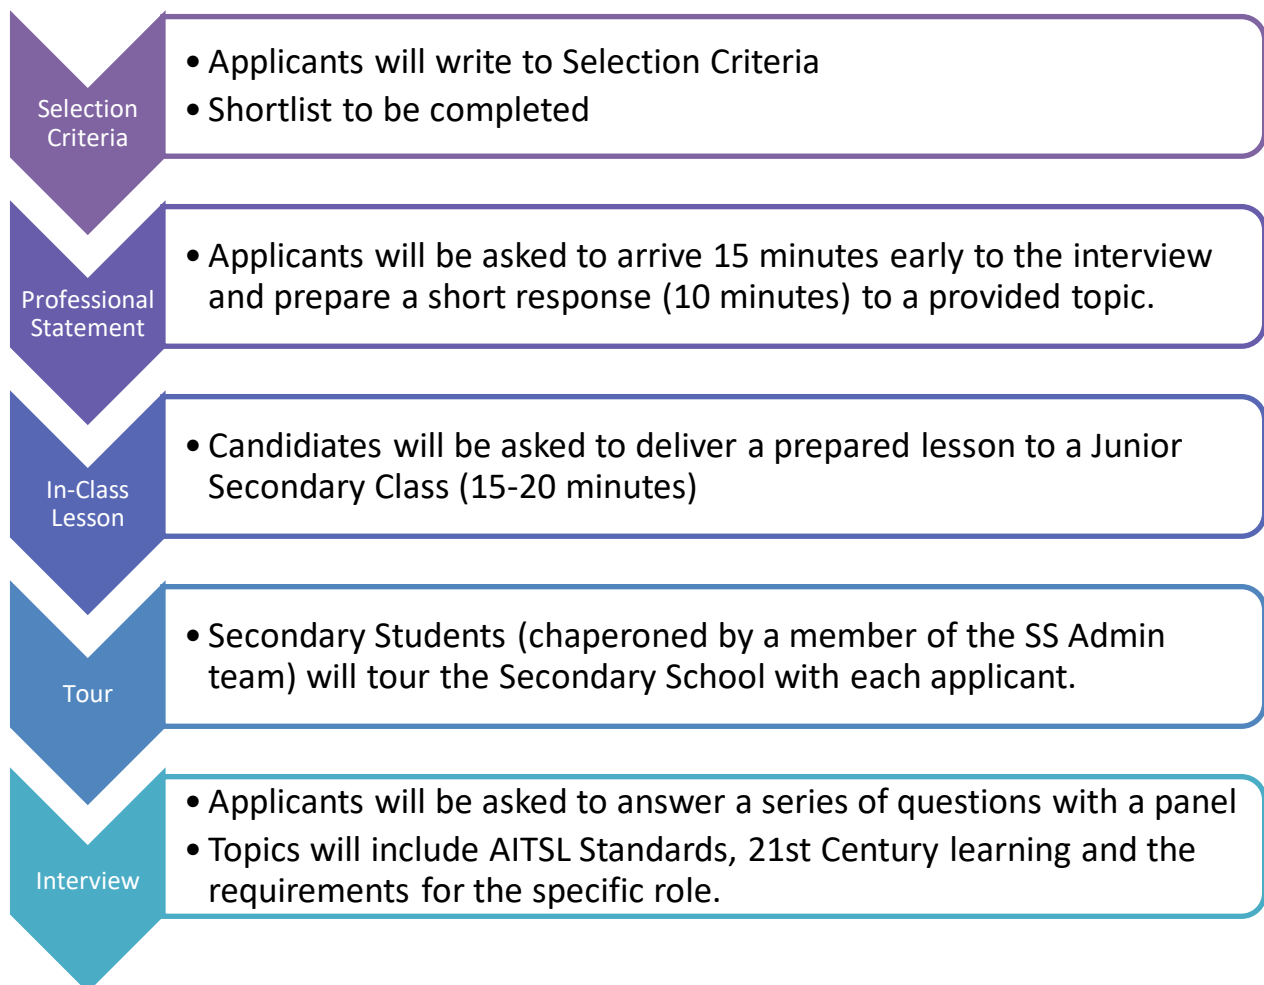 Selection
Criteria
• Applicants will write to Selection Criteria
• Shortlist to be completed
Professional
Statement
• Applicants will be asked to arrive 15 minutes early to the interview
and prepare a short response (10 minutes) to a provided topic.
In-Class
Lesson
• Candidiates will be asked to deliver a prepared lesson to a Junior
Secondary Class (15-20 minutes)
Tour
• Secondary Students (chaperoned by a member of the SS Admin
team) will tour the Secondary School with each applicant.
Interview
• Applicants will be asked to answer a series of questions with a panel
• Topics will include AITSL Standards, 21st Century learning and the
requirements for the specific role.